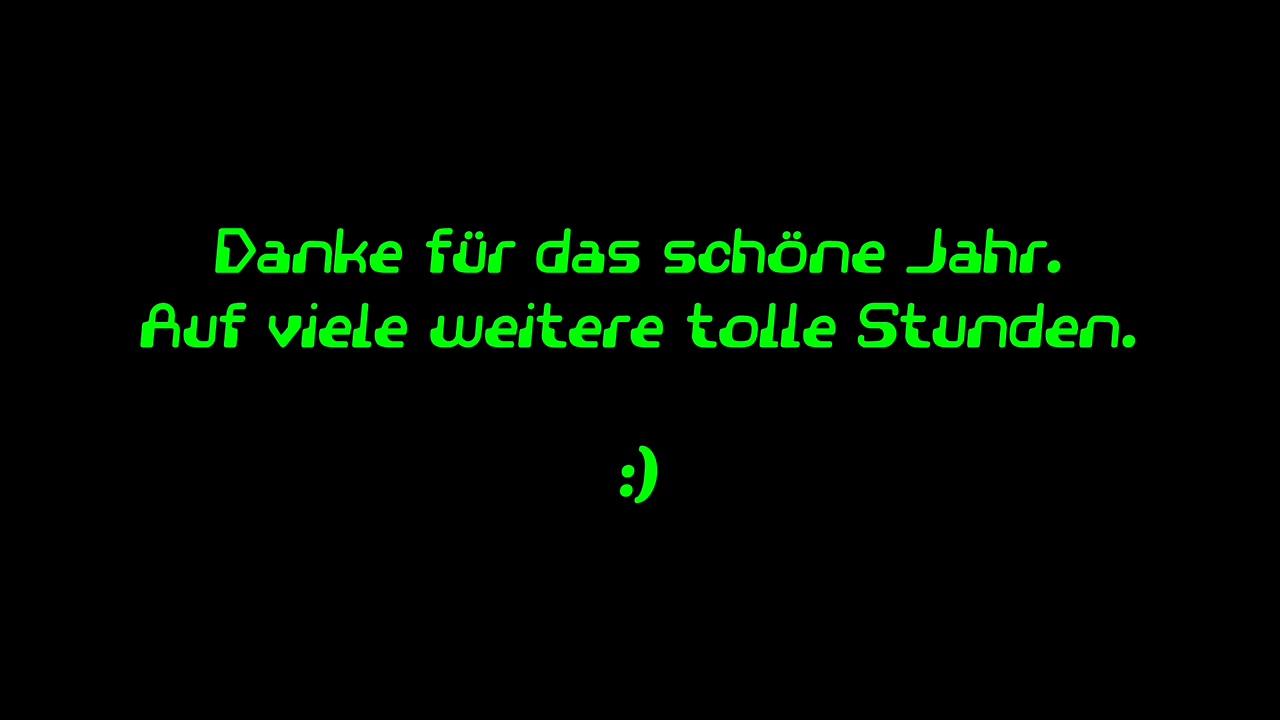 Danke für das schöne Jahr.
Auf viele weitere tolle Stunden.
:)